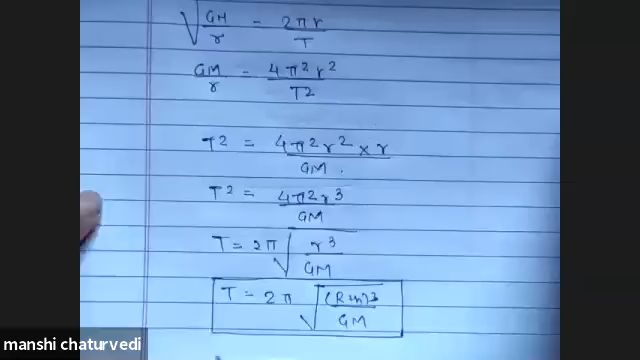 √(GM/r) = 2πr/T
GM/r = 4π²r²/T²
T² = 4π²r² × r/GM.
T² = 4π²r³/GM
T = 2π √(r³/GM)
T = 2π √((R+h)³/GM)
manshi chaturvedi